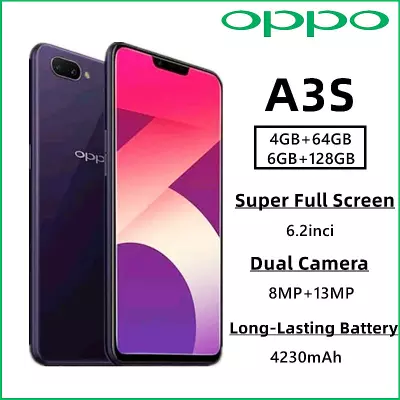 oppo
A3S
4GB+64GB
6GB+128GB
oppo
Super Full Screen
6.2inci
Dual Camera
8MP+13MP
Long-Lasting Battery
4230mAh